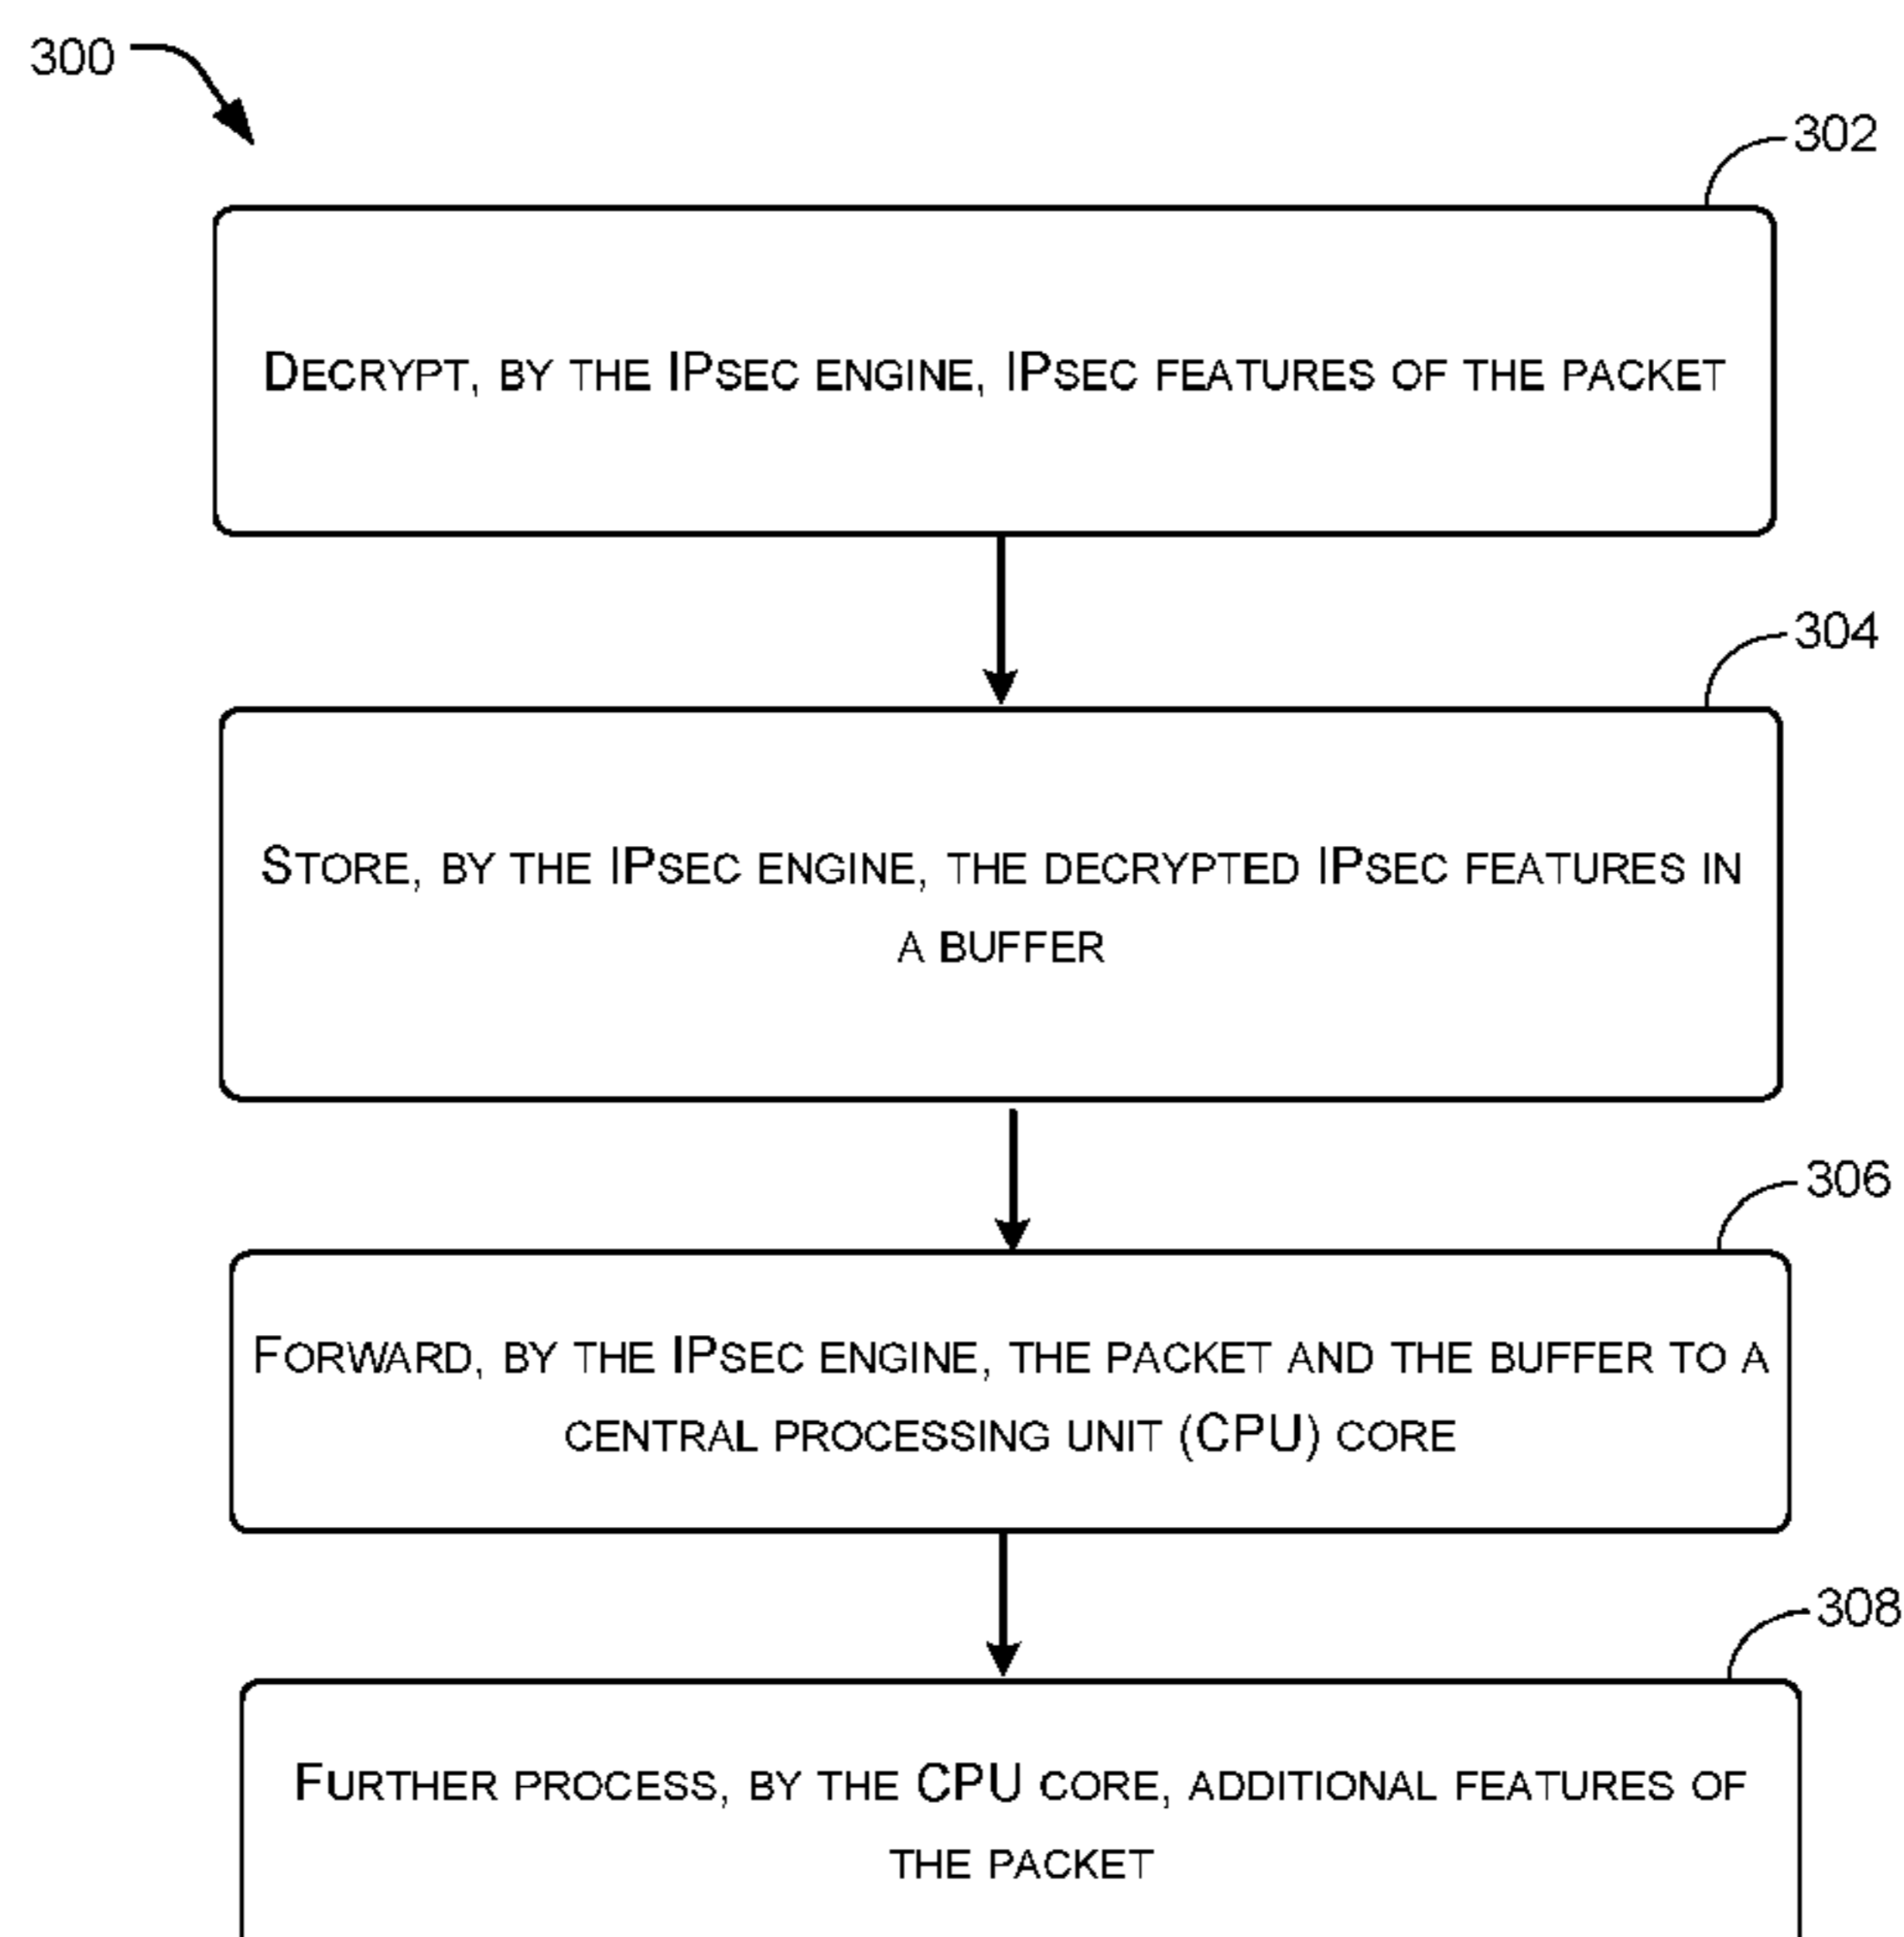 300
302
DECRYPT, BY THE IPSEC ENGINE, IPSEC FEATURES OF THE PACKET
304
STORE, BY THE IPSEC ENGINE, THE DECRYPTED IPSEC FEATURES IN
A BUFFER
306
FORWARD, BY THE IPSEC ENGINE, THE PACKET AND THE BUFFER TO A
CENTRAL PROCESSING UNIT (CPU) CORE
308
FURTHER PROCESS, BY THE CPU CORE, ADDITIONAL FEATURES OF
THE PACKET